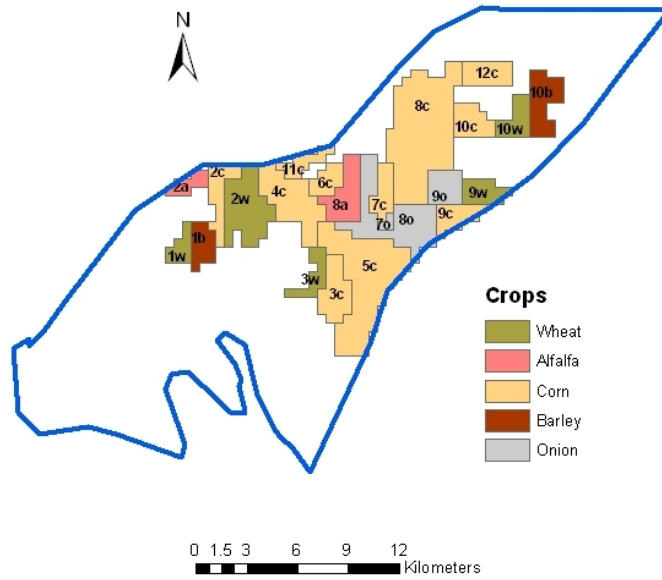 N
12c
8c
10b
10c
10w
11c
2c
6c
2a
4c
2w
8a
9o
9w
7c
8o
9c
7o
1b
1w
5c
3w
3c
Crops
Wheat
Alfalfa
Corn
Barley
Onion
0 1.5 3 6 9 12
Kilometers